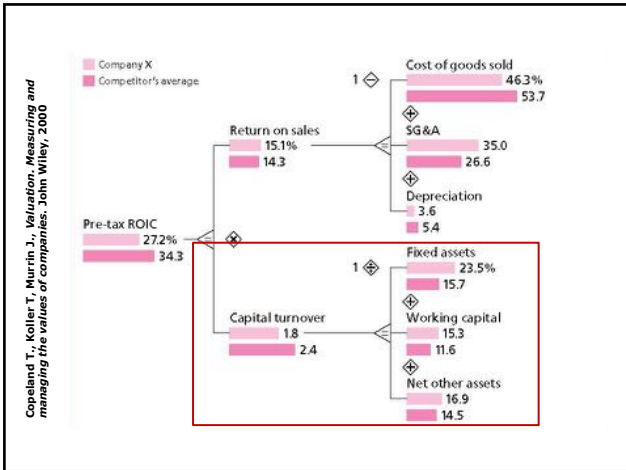 Copeland T., Koller T, Murrin J., Valuation. Measuring and
managing the values of companies. John Wiley, 2000
Company X
Competitor's average
Pre-tax ROIC
27.2%
34.3
Return on sales
15.1%
14.3
1
Cost of goods sold
46.3%
53.7
SG&A
35.0
26.6
Depreciation
3.6
5.4
Capital turnover
1.8
2.4
1
Fixed assets
23.5%
15.7
Working capital
15.3
11.6
Net other assets
16.9
14.5